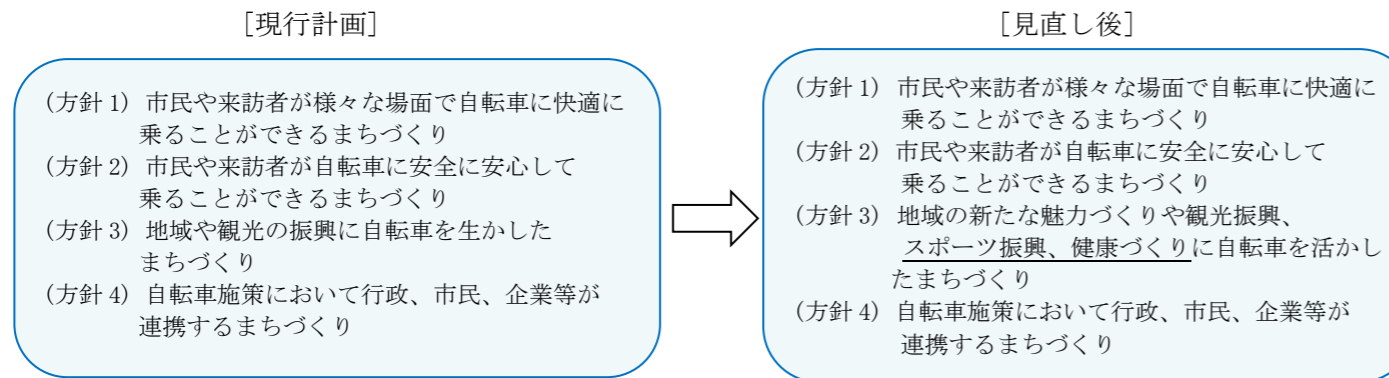 [現行計画]
(方針1) 市民や来訪者が様々な場面で自転車に快適に
乗ることができるまちづくり
(方針2) 市民や来訪者が自転車に安全に安心して
乗ることができるまちづくり
(方針3) 地域や観光の振興に自転車を生かした
まちづくり
(方針4) 自転車施策において行政、市民、企業等が
連携するまちづくり
[見直し後]
(方針1) 市民や来訪者が様々な場面で自転車に快適に
乗ることができるまちづくり
(方針2) 市民や来訪者が自転車に安全に安心して
乗ることができるまちづくり
(方針3) 地域の新たな魅力づくりや観光振興、
スポーツ振興、健康づくりに自転車を活かし
たまちづくり
(方針4) 自転車施策において行政、市民、企業等が
連携するまちづくり